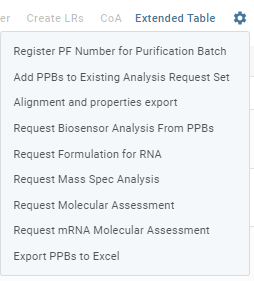 er Create LRs CoA Extended Table
Register PF Number for Purification Batch
Add PPBs to Existing Analysis Request Set
Alignment and properties export
Request Biosensor Analysis From PPBs
Request Formulation for RNA
Request Mass Spec Analysis
Request Molecular Assessment
Request mRNA Molecular Assessment
Export PPBs to Excel